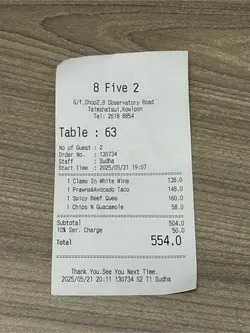 8 Five 2
G/f,Shop2,8 Observatory Road
Tsimshatsui,Kowloon
Tel: 2618 8854
Table : 63
No of Guest : 2
Order No. : 130734
Staff : Sudha
Start Time : 2025/05/21 19:07
1 Clams In White Wine 138.0
1 Prawns&Avocado Taco 148.0
1 Spicy Beef Ques 160.0
1 Chips N Guacamole 58.0
Subtotal 504.0
10% Ser. Charge 50.0
Total 554.0
Thank You.See You Next Time.
2025/05/21 20:11 130734 S2 T1 Sudha